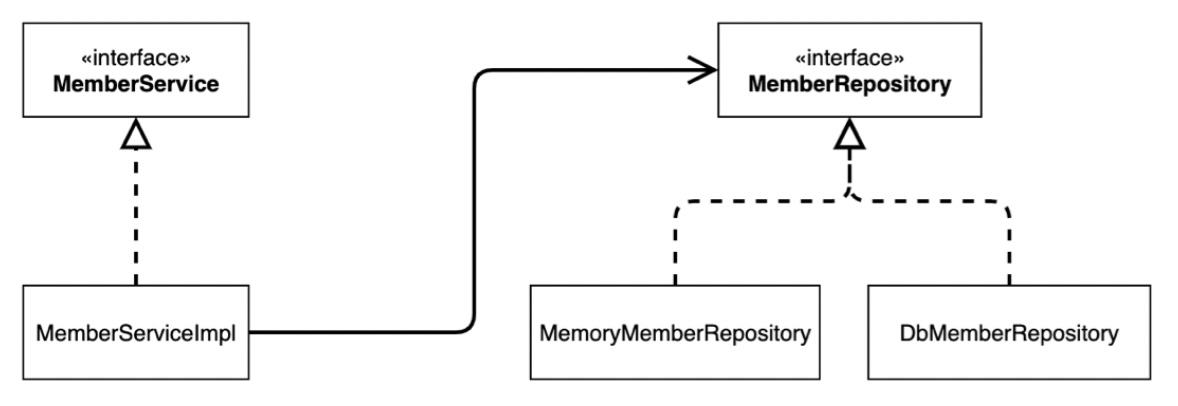 «interface»
MemberService
«interface»
MemberRepository
MemberServiceImpl
MemoryMemberRepository
DbMemberRepository